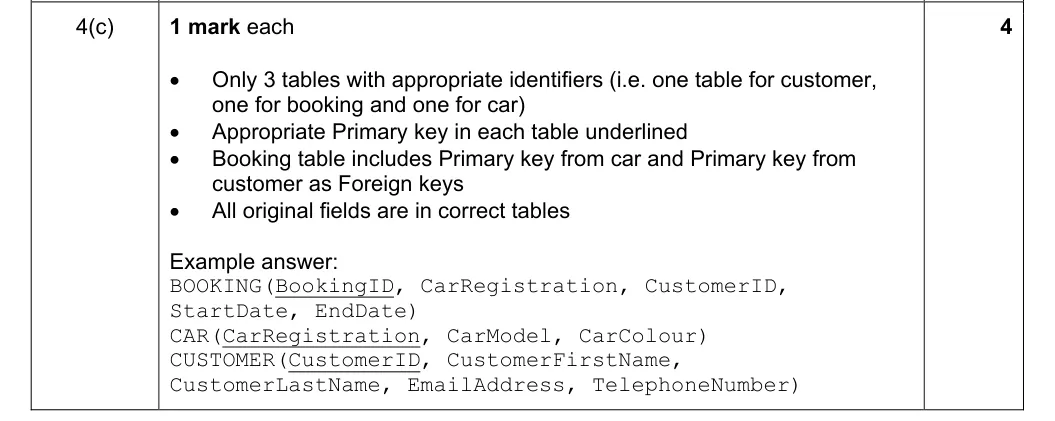 4(c)
1 mark each
4
• Only 3 tables with appropriate identifiers (i.e. one table for customer,
one for booking and one for car)
• Appropriate Primary key in each table underlined
• Booking table includes Primary key from car and Primary key from
customer as Foreign keys
• All original fields are in correct tables
Example answer:
BOOKING(BookingID, CarRegistration, CustomerID,
StartDate, EndDate)
CAR(CarRegistration, CarModel, CarColour)
CUSTOMER(CustomerID, CustomerFirstName,
CustomerLastName, EmailAddress, TelephoneNumber)